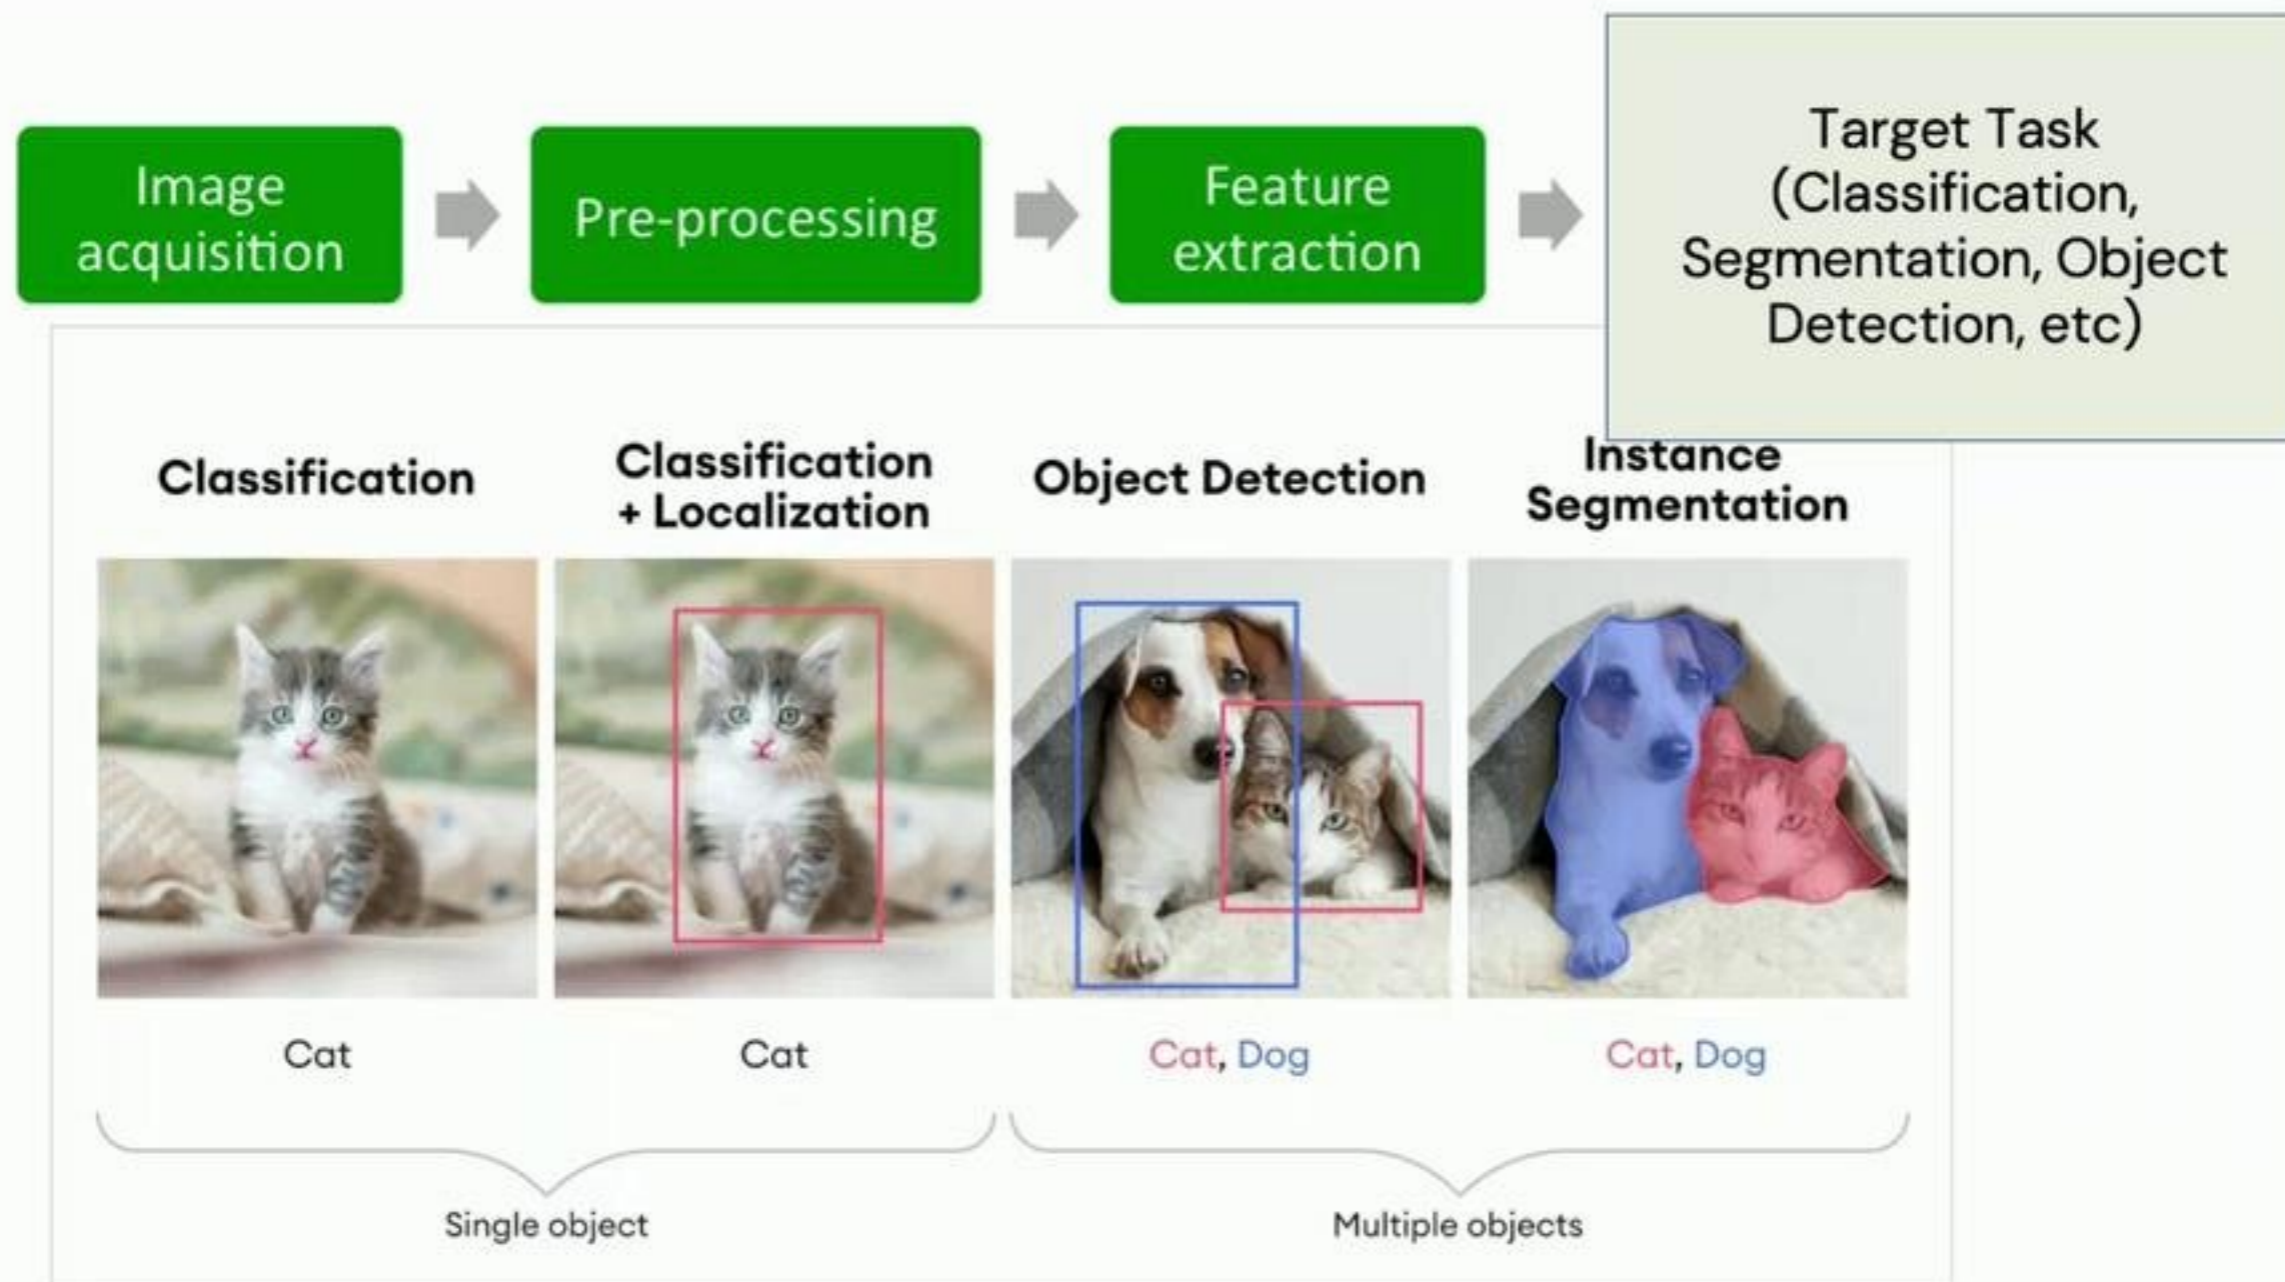 Image
acquisition
Pre-processing
Feature
extraction
Target Task
(Classification,
Segmentation, Object
Detection, etc)
Classification
Classification
+ Localization
Object Detection
Instance
Segmentation
Cat
Cat
Cat, Dog
Cat, Dog
Single object
Multiple objects